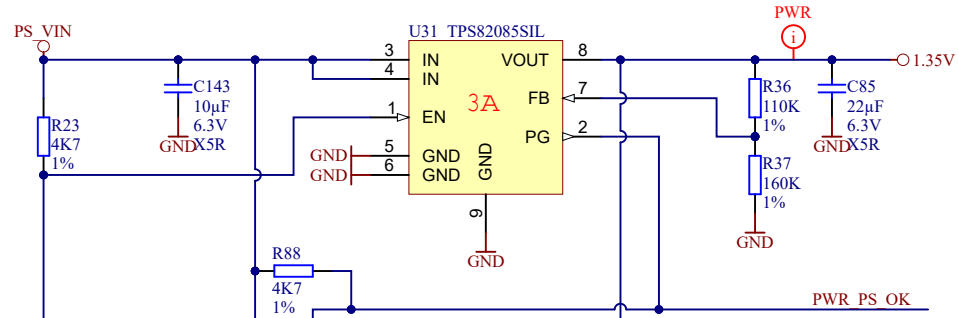 PWR
PS_VIN
U31 TPS82085SIL
3
IN
VOUT
8
1.35V
4
IN
C143
10µF
6.3V
X5R
GND
3A
FB
7
R36
110K
1%
C85
22µF
6.3V
X5R
GND
1
EN
PG
2
R23
4K7
1%
GND
5
GND
GND
6
GND
GND
9
GND
R37
160K
1%
GND
R88
4K7
1%
PWR_PS_OK